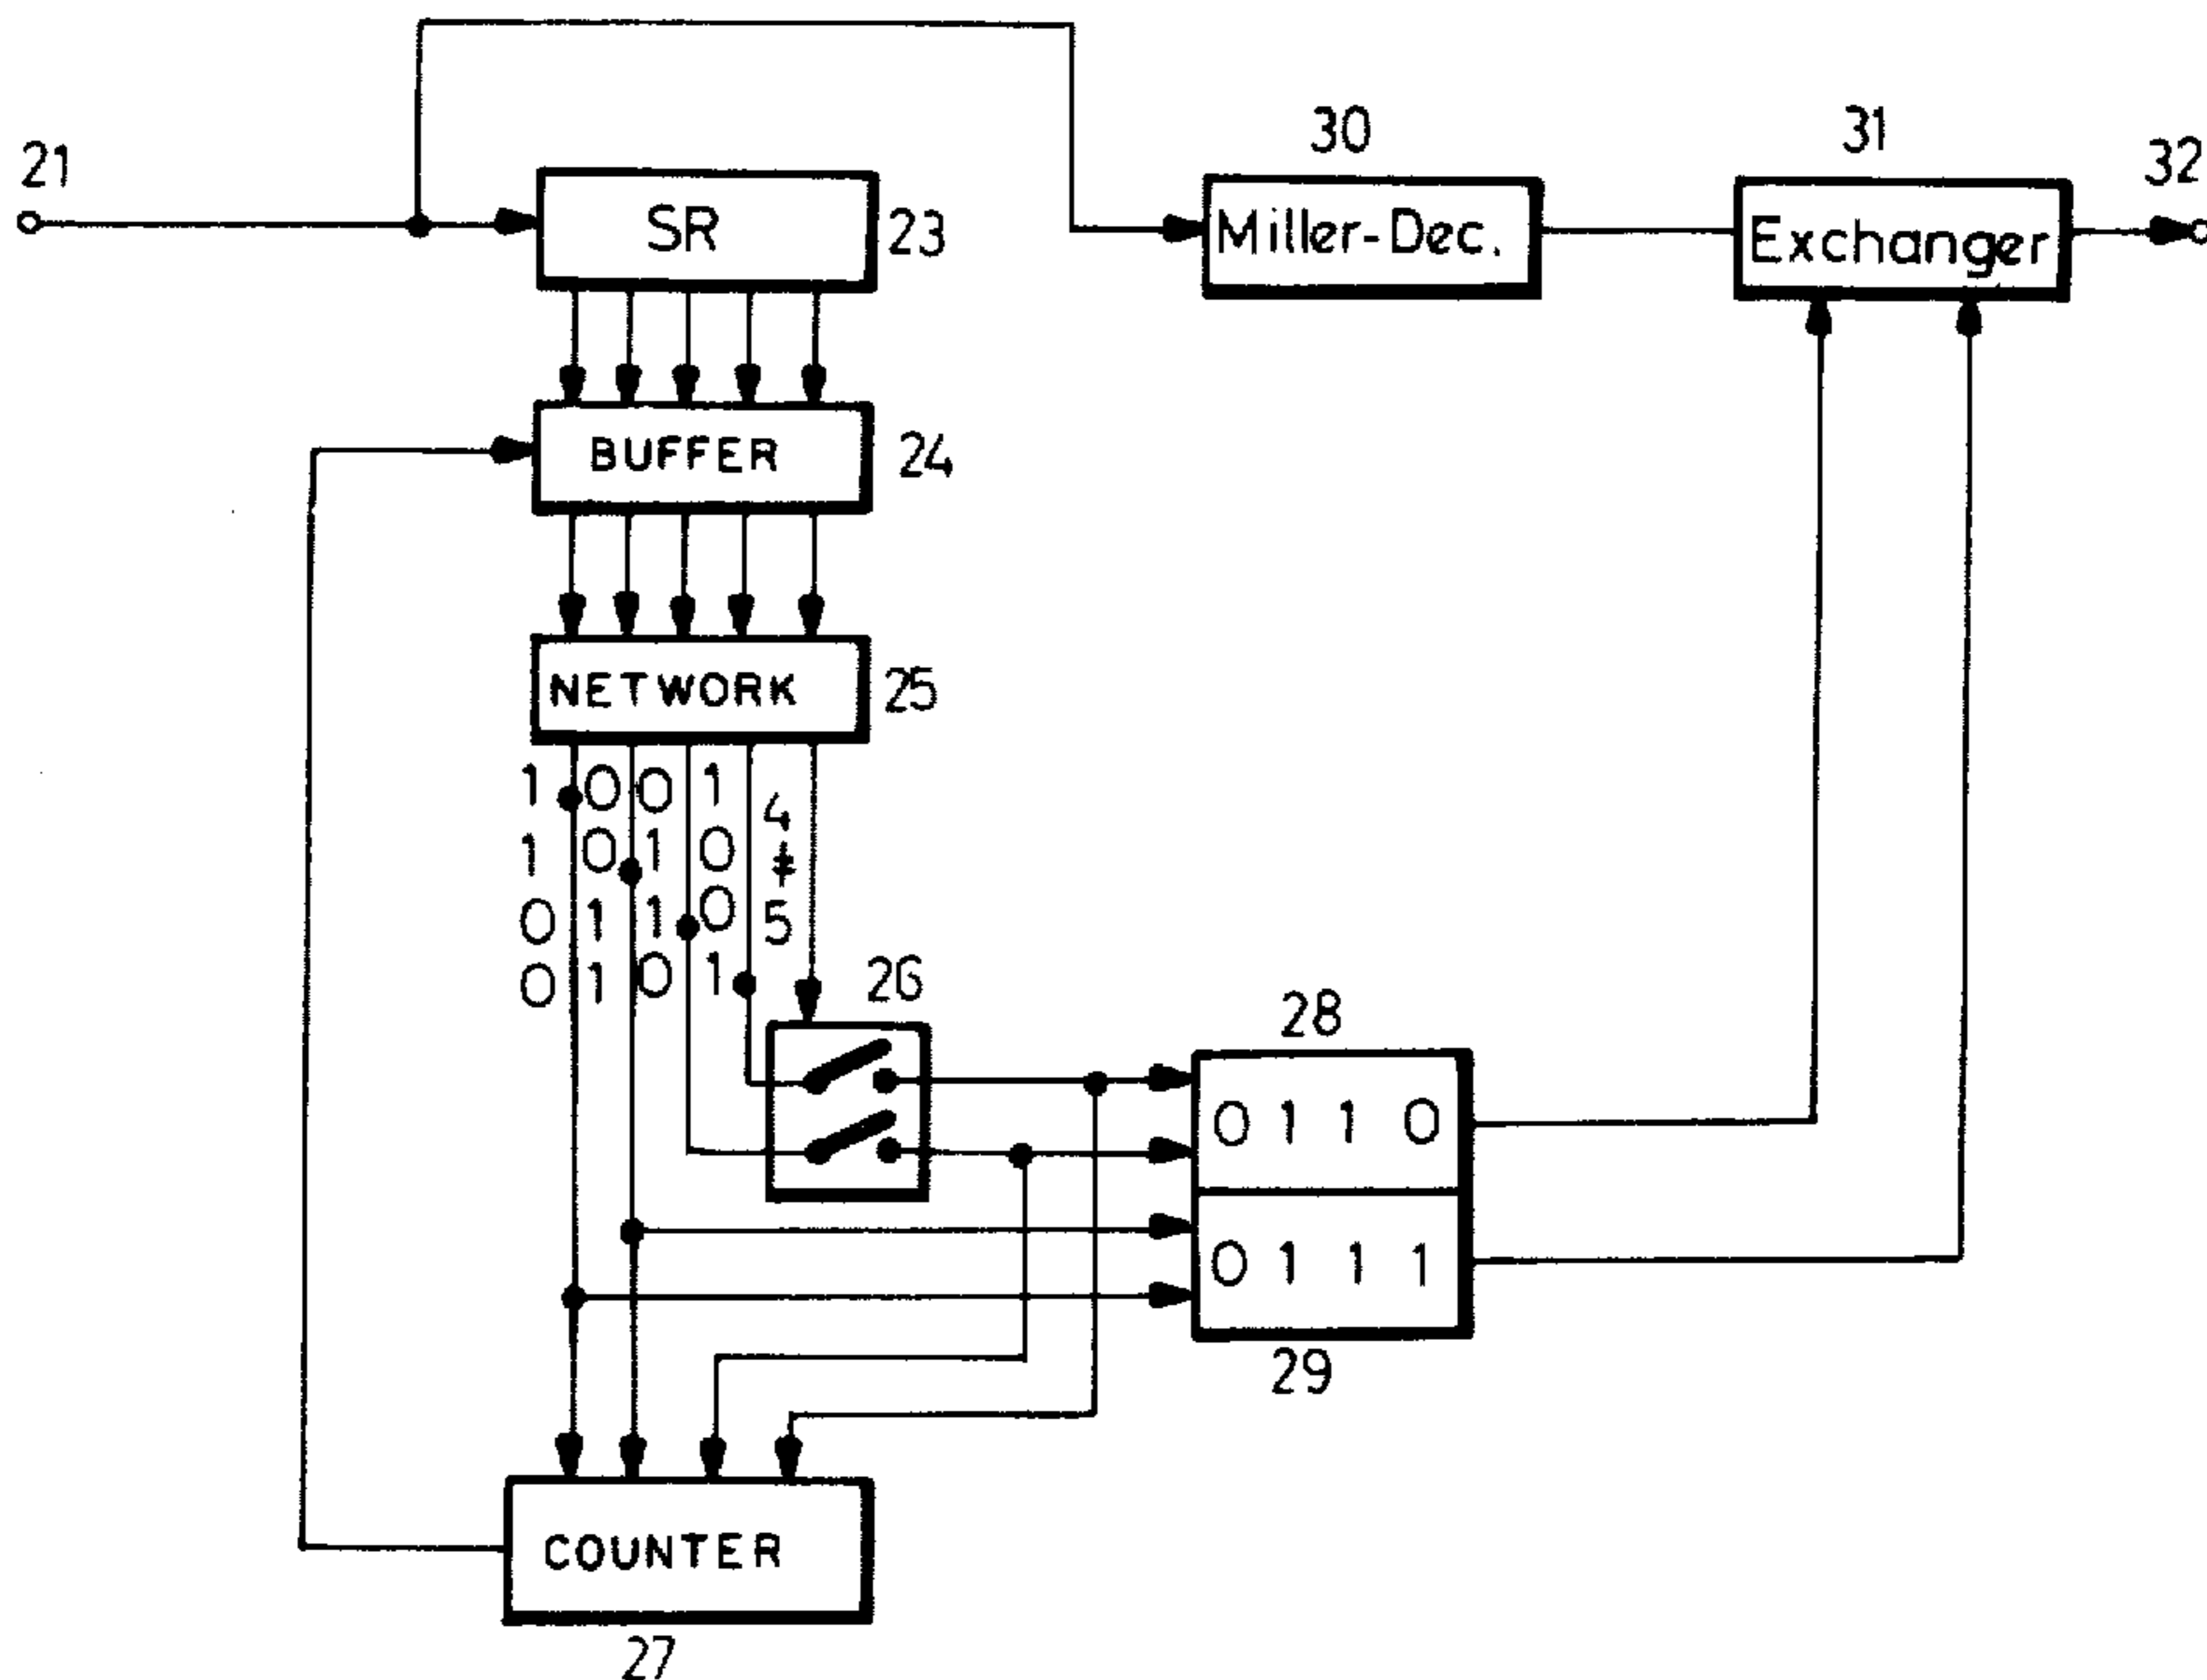 21
SR
23
30
Miller-Dec.
31
Exchanger
32
BUFFER
24
NETWORK
25
1 0 0 1
1 0 1 0
0 1 1 0
0 1 0 1
4
≠
5
26
28
0 1 1 0
0 1 1 1
29
COUNTER
27